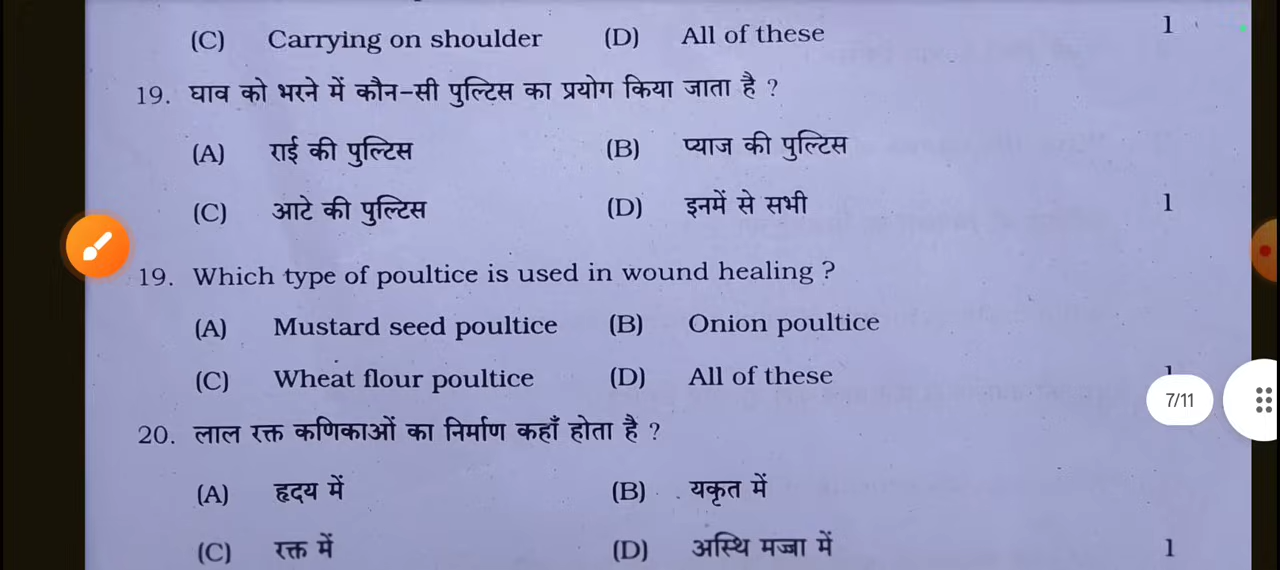 (C) Carrying on shoulder (D) All of these 1
19. घाव को भरने में कौन-सी पुल्टिस का प्रयोग किया जाता है ?
(A) राई की पुल्टिस (B) प्याज की पुल्टिस
(C) आटे की पुल्टिस (D) इनमें से सभी 1
19. Which type of poultice is used in wound healing ?
(A) Mustard seed poultice (B) Onion poultice
(C) Wheat flour poultice (D) All of these 1
7/11
20. लाल रक्त कणिकाओं का निर्माण कहाँ होता है ?
(A) हृदय में (B) यकृत में
(C) रक्त में (D) अस्थि मज्जा में 1